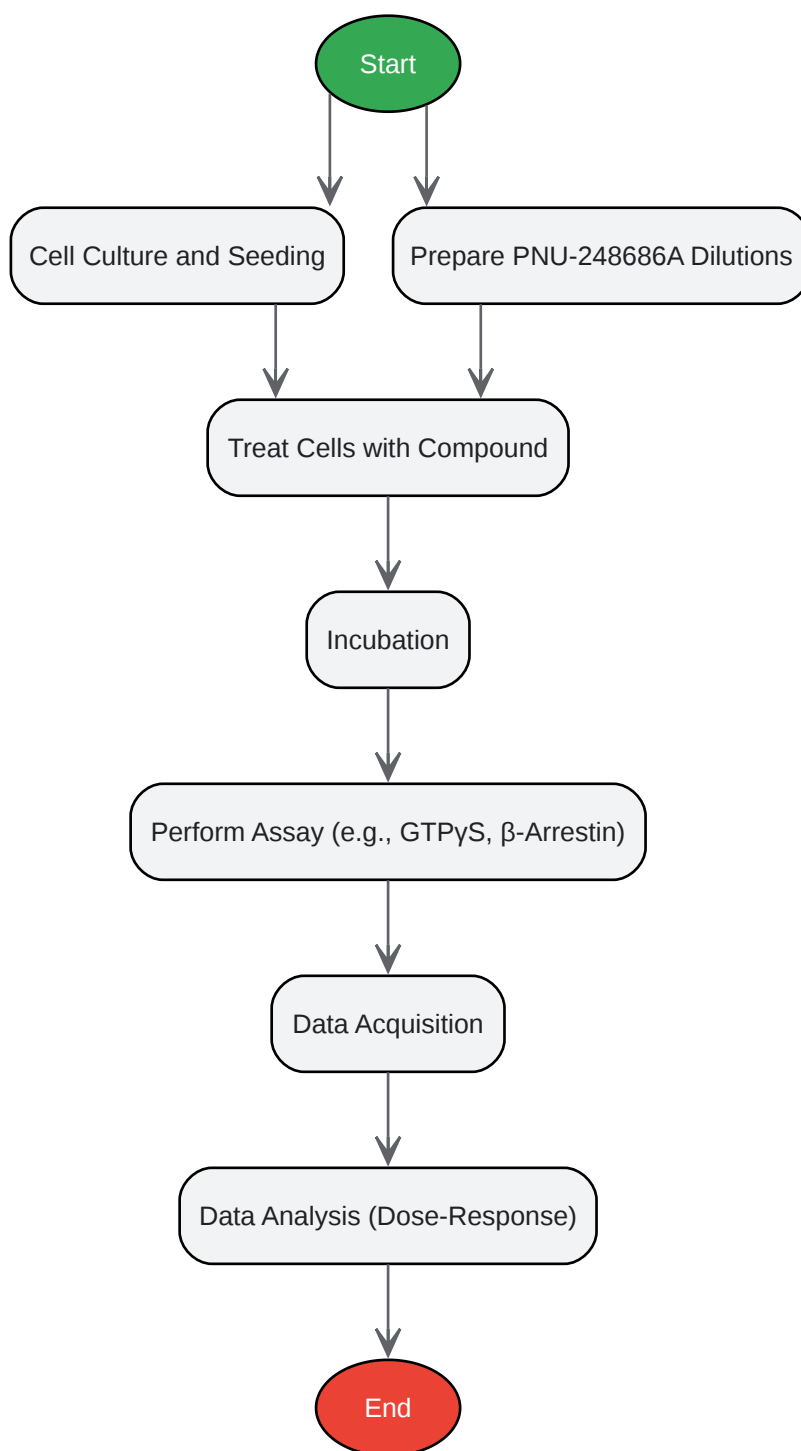 Start
Cell Culture and Seeding
Prepare PNU-248686A Dilutions
Treat Cells with Compound
Incubation
Perform Assay (e.g., GTPγS, β-Arrestin)
Data Acquisition
Data Analysis (Dose-Response)
End